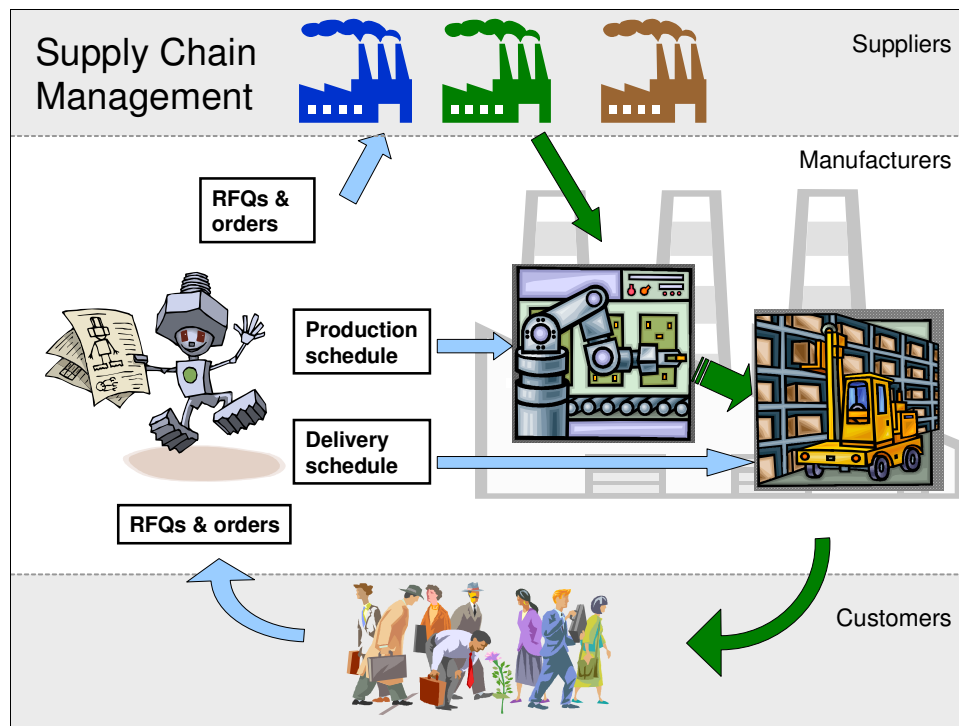 Supply Chain
Management
Suppliers
Manufacturers
RFQs &
orders
Production
schedule
Delivery
schedule
RFQs & orders
Customers